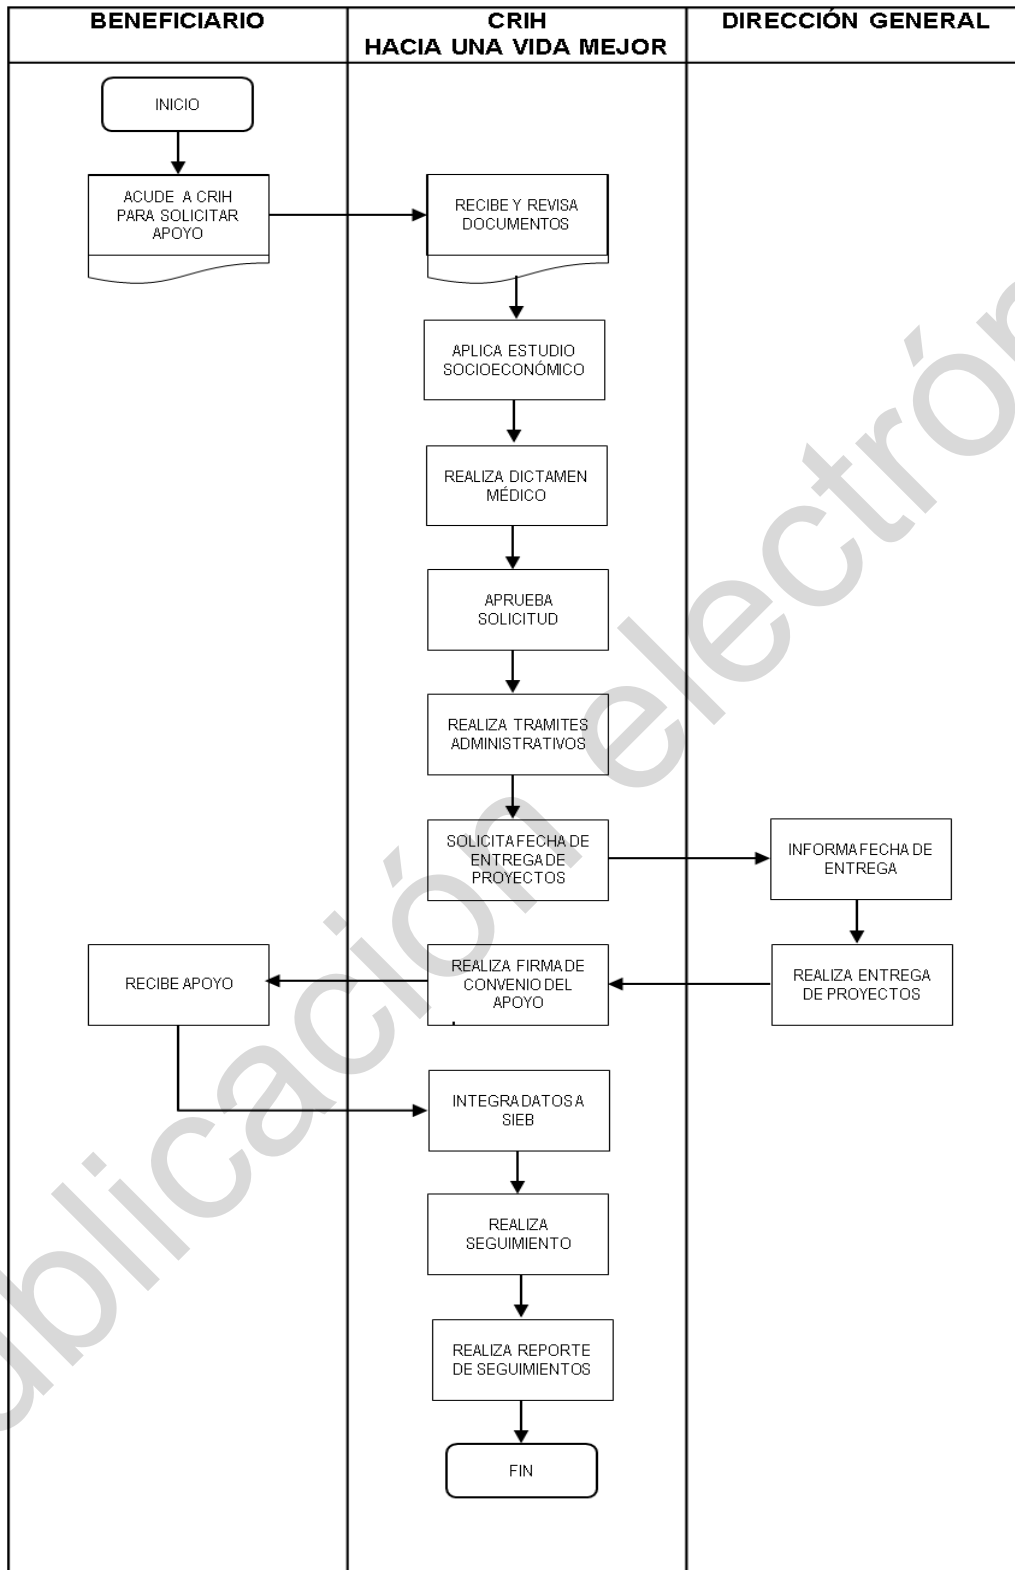 BENEFICIARIO
CRIH
HACIA UNA VIDA MEJOR
DIRECCIÓN GENERAL
INICIO
ACUDE A CRIH
PARA SOLICITAR
APOYO
RECIBE Y REVISA
DOCUMENTOS
APLICA ESTUDIO
SOCIOECONÓMICO
REALIZA DICTAMEN
MÉDICO
APRUEBA
SOLICITUD
REALIZA TRAMITES
ADMINISTRATIVOS
SOLICITA FECHA DE
ENTREGA DE
PROYECTOS
INFORMA FECHA DE
ENTREGA
REALIZA ENTREGA
DE PROYECTOS
REALIZA FIRMA DE
CONVENIO DEL
APOYO
RECIBE APOYO
INTEGRA DATOS A
SIEB
REALIZA
SEGUIMIENTO
REALIZA REPORTE
DE SEGUIMIENTOS
FIN
ublicación electrón